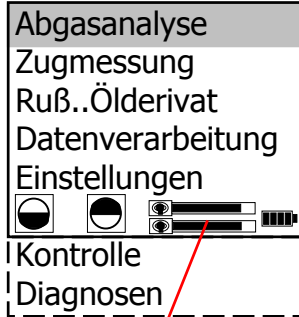 Abgasanalyse
Zugmessung
Ruß..Ölderivat
Datenverarbeitung
Einstellungen
Kontrolle
Diagnosen